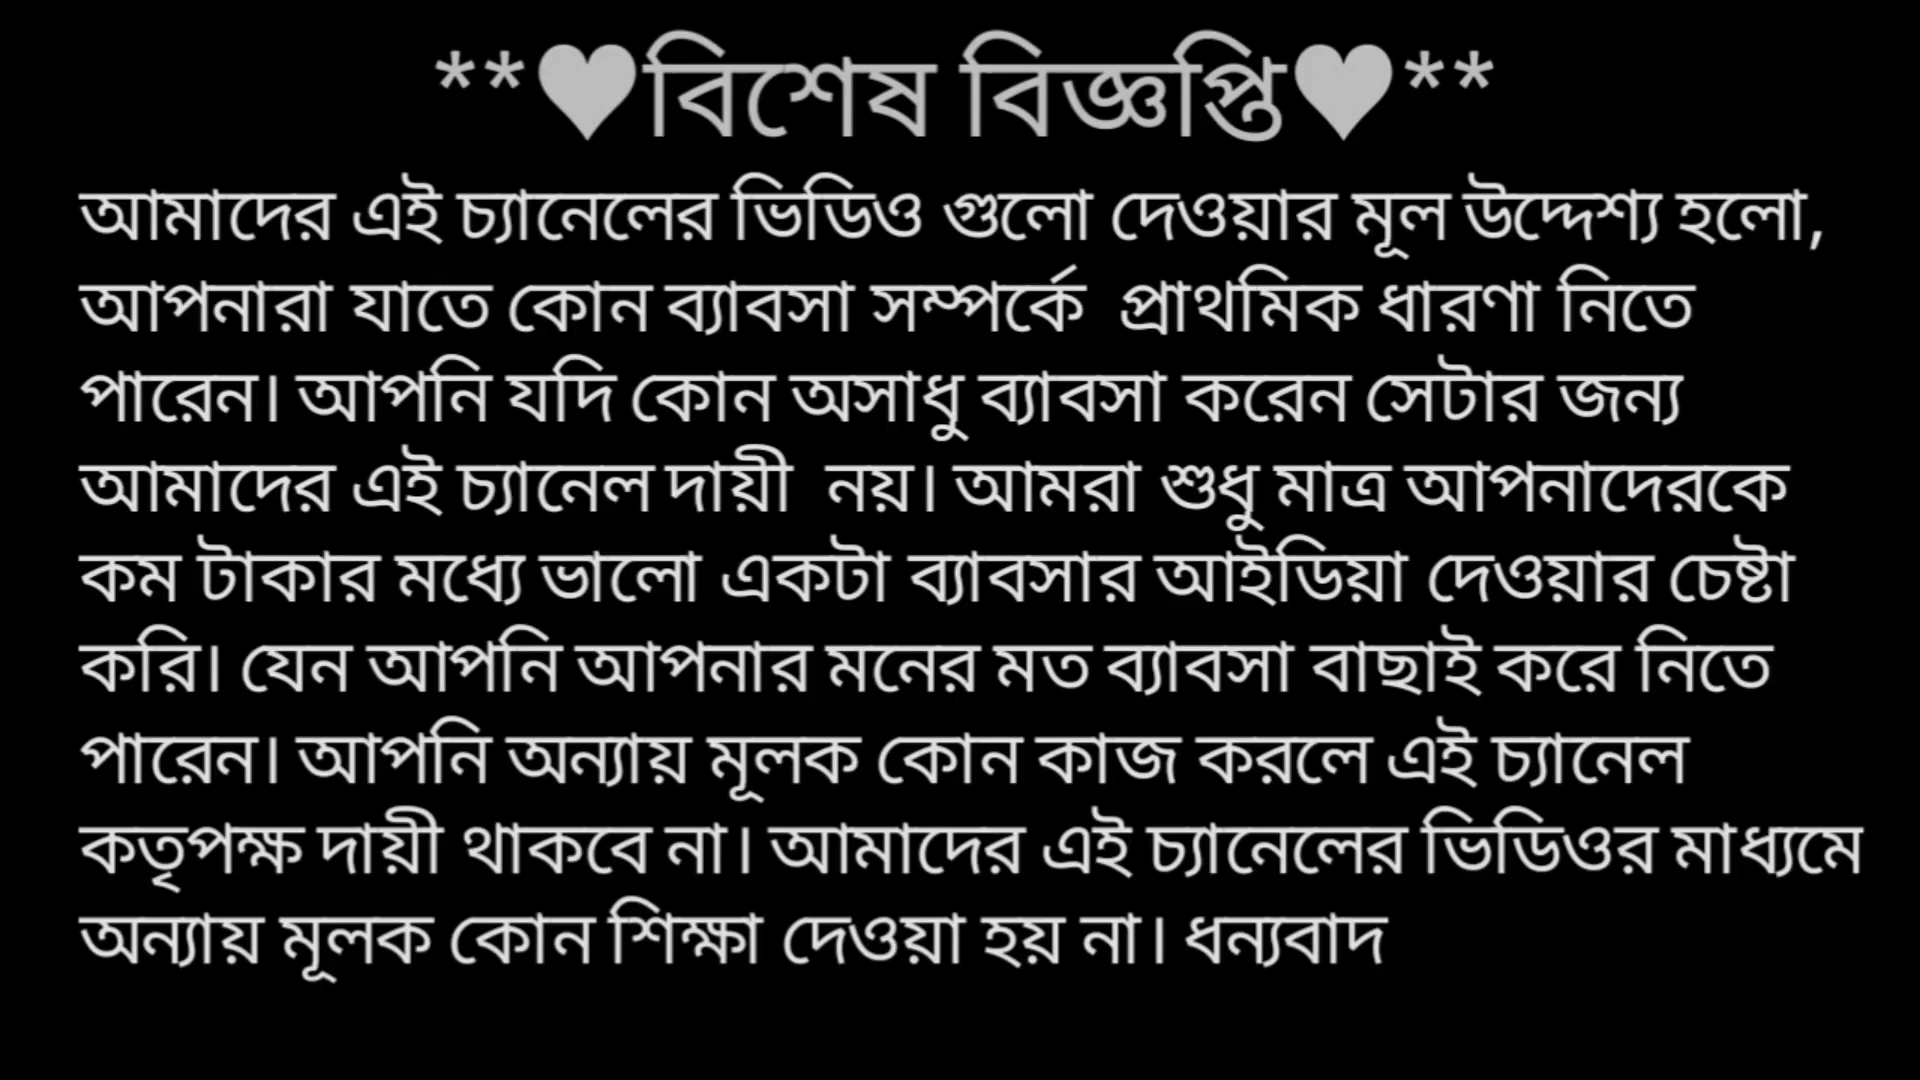 **♥বিশেষ বিজ্ঞপ্তি♥**
আমাদের এই চ্যানেলের ভিডিও গুলো দেওয়ার মূল উদ্দেশ্য হলো,
আপনারা যাতে কোন ব্যাবসা সম্পর্কে প্রাথমিক ধারণা নিতে
পারেন। আপনি যদি কোন অসাধু ব্যাবসা করেন সেটার জন্য
আমাদের এই চ্যানেল দায়ী নয়। আমরা শুধু মাত্র আপনাদেরকে
কম টাকার মধ্যে ভালো একটা ব্যাবসার আইডিয়া দেওয়ার চেষ্টা
করি। যেন আপনি আপনার মনের মত ব্যাবসা বাছাই করে নিতে
পারেন। আপনি অন্যায় মূলক কোন কাজ করলে এই চ্যানেল
কতৃপক্ষ দায়ী থাকবে না। আমাদের এই চ্যানেলের ভিডিওর মাধ্যমে
অন্যায় মূলক কোন শিক্ষা দেওয়া হয় না। ধন্যবাদ